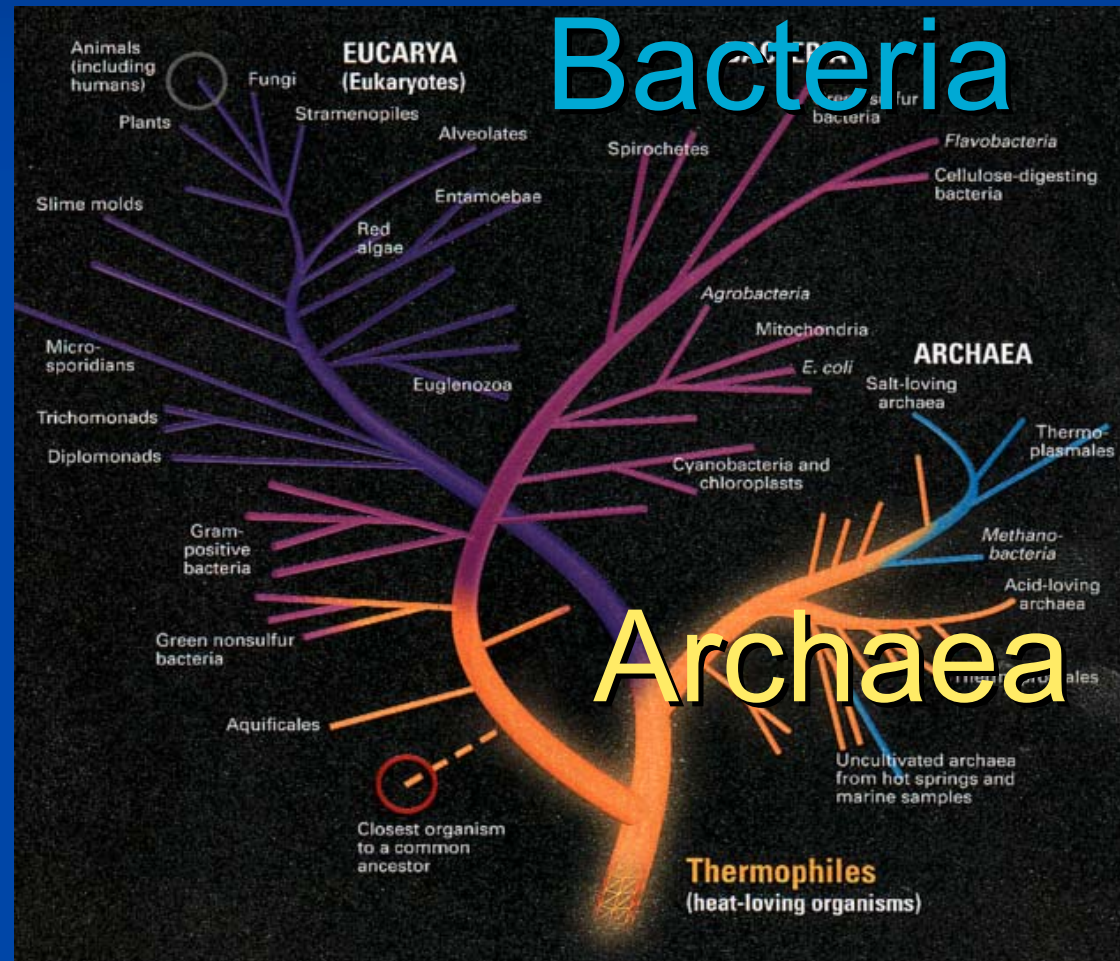 Bacteria
Animals
(including
humans)
EUCARYA
(Eukaryotes)
Fungi
Stramenopiles
Plants
Alveolates
Slime molds
Entamoebae
Red
algae
Micro-
sporidians
Euglenozoa
Trichomonads
Diplomonads
bacteria
Spirochetes
Flavobacteria
Cellulose-digesting
bacteria
Agrobacteria
Mitochondria
E. coli
Cyanobacteria and
chloroplasts
Gram-
positive
bacteria
Green nonsulfur
bacteria
Aquificales
Closest organism
to a common
ancestor
ARCHAEA
Salt-loving
archaea
Thermo-
plasmales
Methano-
bacteria
Acid-loving
archaea
Archaea
Uncultivated archaea
from hot springs and
marine samples
Thermophiles
(heat-loving organisms)